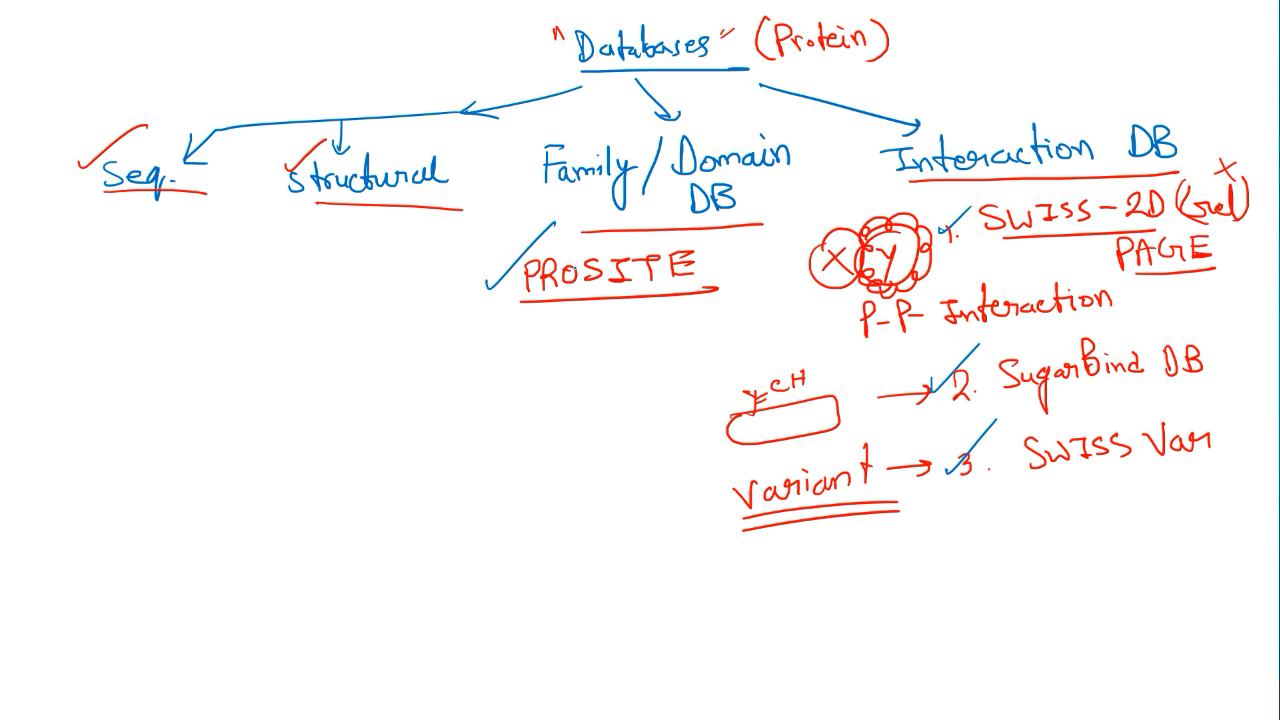 "Databases" (Protein)
Seq.
Structural
Family / Domain DB
PROSITE
Interaction DB
1. SWISS-2D (Gel) x
PAGE
X Y
P-P- Interaction
CH
→ 2. SugarBind DB
Variant → 3. SWISS Var